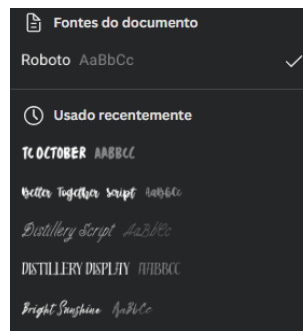 Fontes do documento
Roboto AaBbCc
Usado recentemente
TC OCTOBER AABBCC
Better Together Script AaBbCc
Distillery Script AaBbCc
DISTILLERY DISPLAY AABBCC
Bright Sunshine AaBbCc